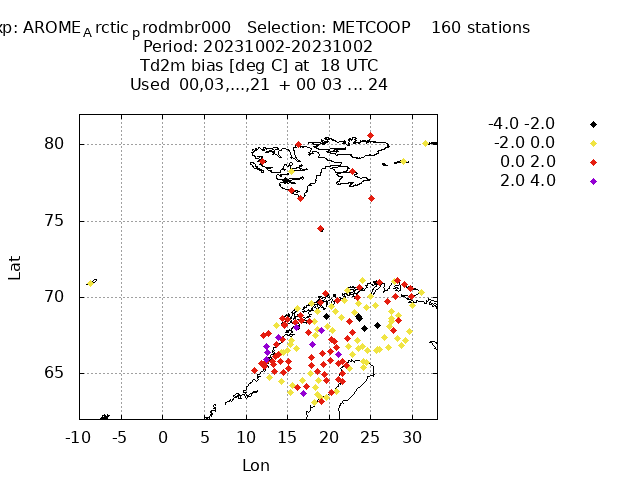 xp: AROME_Arctic_prodmbr000 Selection: METCOOP 160 stations
Period: 20231002-20231002
Td2m bias [deg C] at 18 UTC
Used 00,03,...,21 + 00 03 ... 24
-4.0 -2.0
-2.0 0.0
0.0 2.0
2.0 4.0
80
75
70
65
Lat
-10 -5 0 5 10 15 20 25 30
Lon